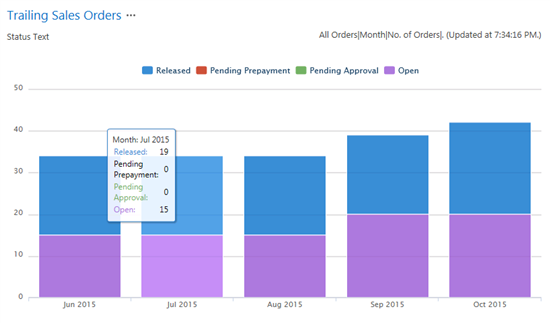 Trailing Sales Orders ...
Status Text
All Orders|Month|No. of Orders|. (Updated at 7:34:16 PM.)
Released Pending Prepayment Pending Approval Open
50
40
30
20
10
0
Month: Jul 2015
Released: 19
Pending
Prepayment: 0
Pending
Approval: 0
Open: 15
Jun 2015 Jul 2015 Aug 2015 Sep 2015 Oct 2015